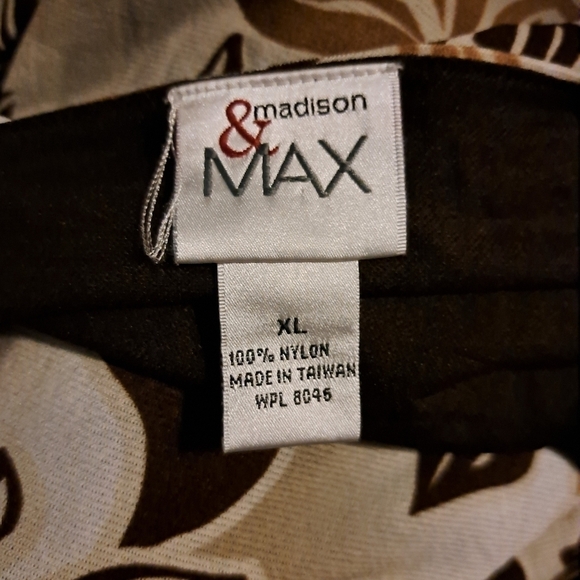 madison
& MAX
XL
100% NYLON
MADE IN TAIWAN
WPL 8046